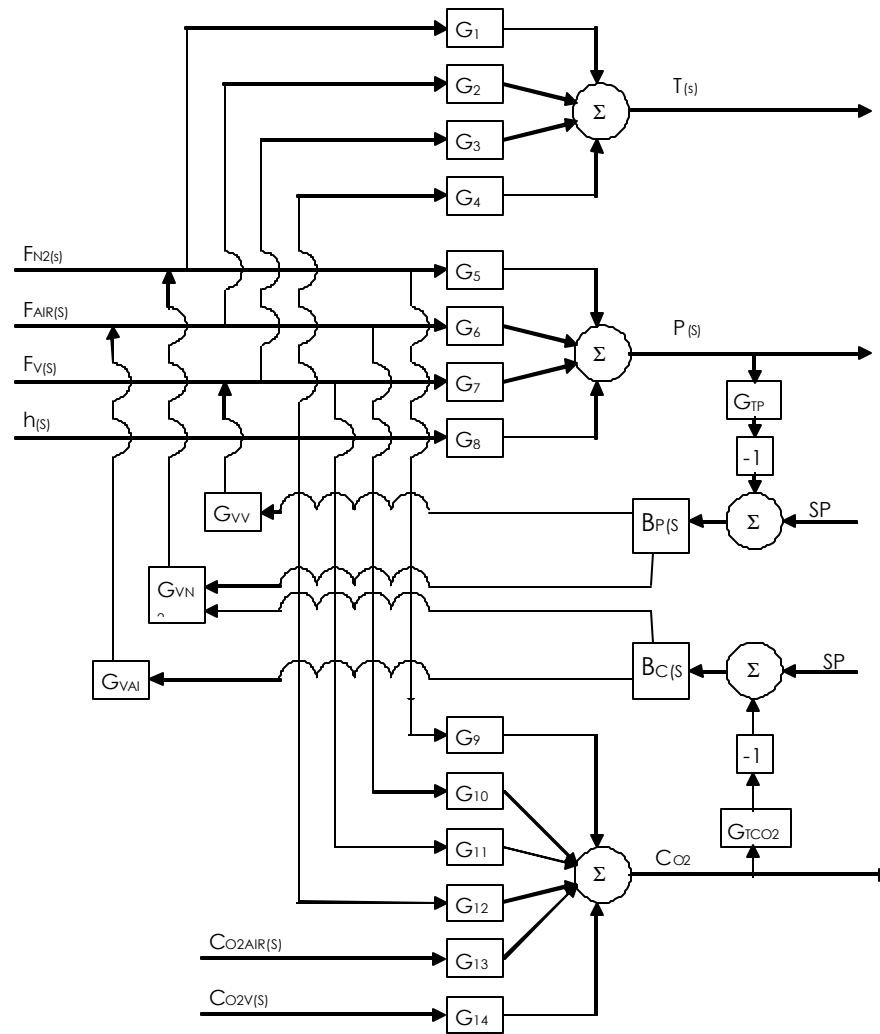 G1
G2
T(s)
Σ
G3
G4
FN2(s)
G5
FAIR(S)
G6
P(S)
Σ
FV(S)
G7
GTP
h(S)
G8
-1
GVV
BP(S
Σ
SP
GVN
BC(S
Σ
SP
GVAI
G9
-1
G10
GTCO2
G11
Σ
CO2
G12
CO2AIR(S)
G13
CO2V(S)
G14